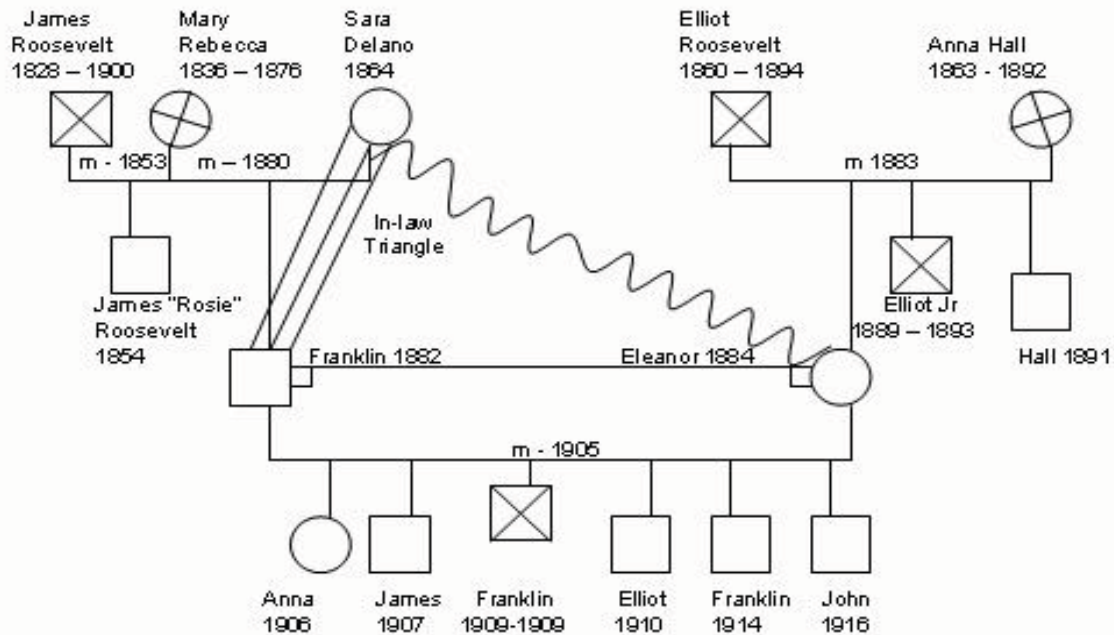 James
Roosevelt
1828 – 1900
Mary
Rebecca
1836 – 1876
Sara
Delano
1864
Elliot
Roosevelt
1860 – 1894
Anna Hall
1863 - 1892
m - 1853
m – 1880
m 1883
In-law
Triangle
James "Rosie"
Roosevelt
1854
Elliot Jr
1889 – 1893
Hall 1891
Franklin 1882
Eleanor 1884
m - 1905
Anna
1906
James
1907
Franklin
1909-1909
Elliot
1910
Franklin
1914
John
1916